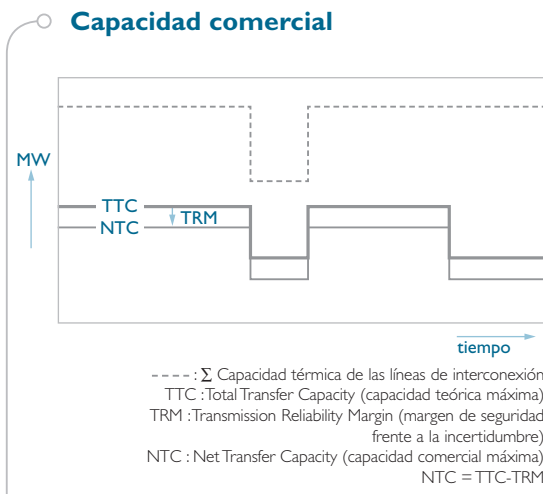 Capacidad comercial
MW
TTC
TRM
NTC
tiempo
---- : Σ Capacidad térmica de las líneas de interconexión
TTC : Total Transfer Capacity (capacidad teórica máxima)
TRM : Transmission Reliability Margin (margen de seguridad
frente a la incertidumbre)
NTC : Net Transfer Capacity (capacidad comercial máxima)
NTC = TTC-TRM